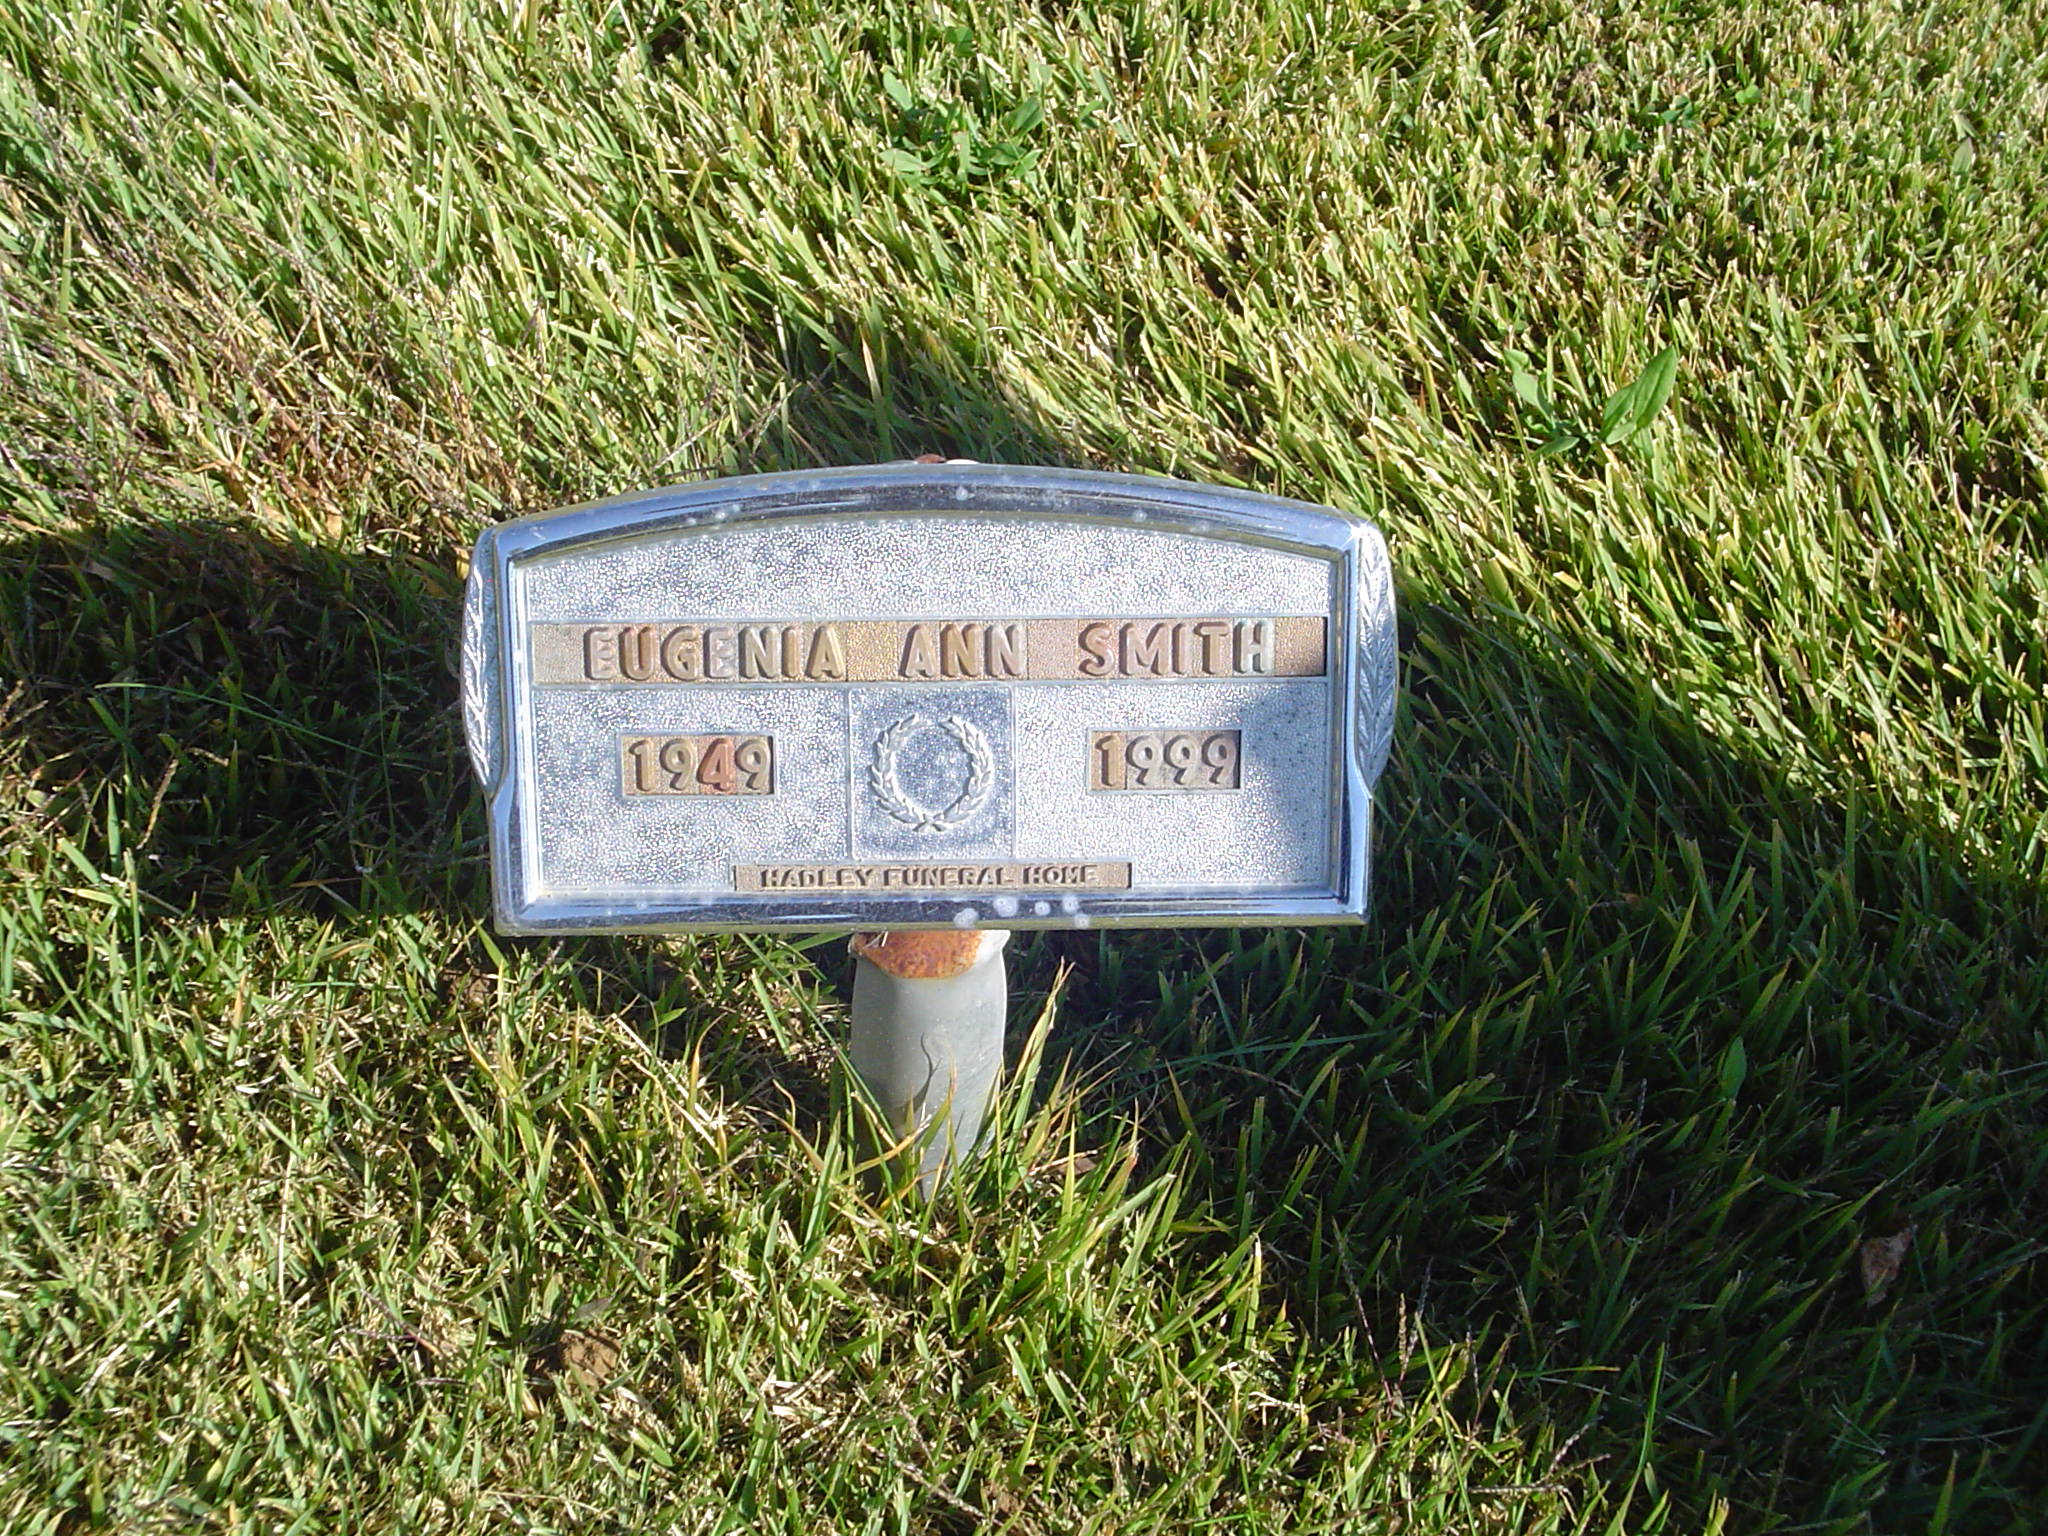 EUGENIA ANN SMITH
1949 1999
HADLEY FUNERAL HOME